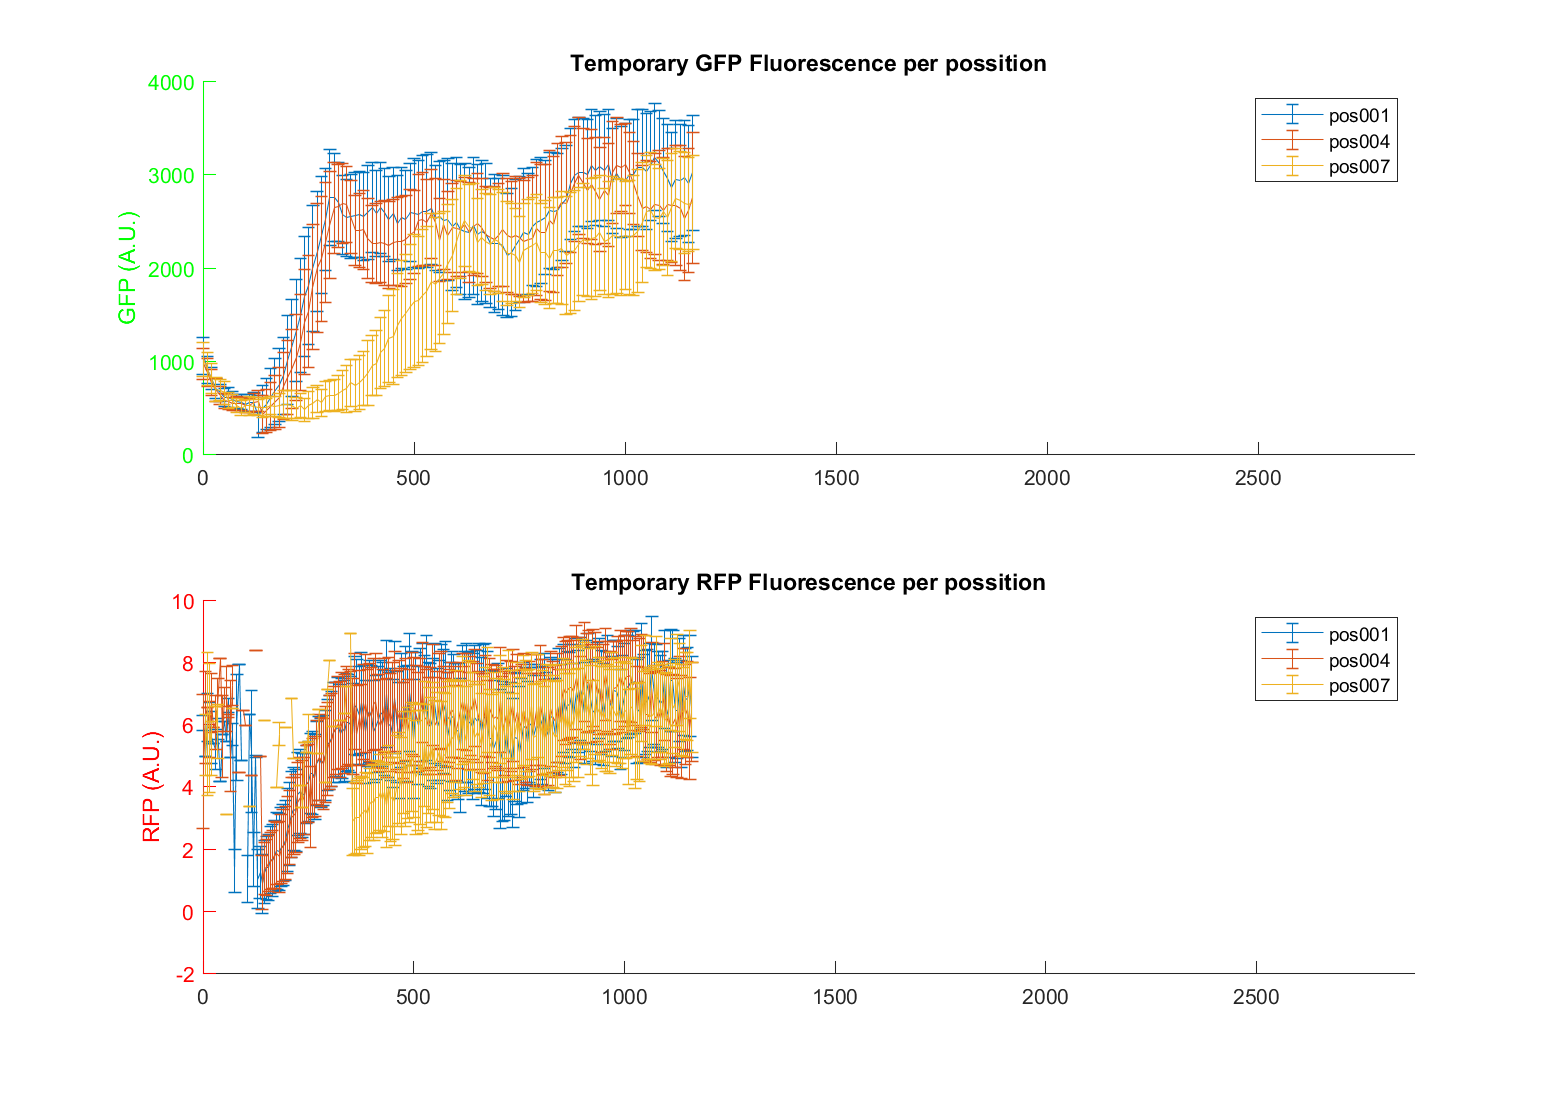 Temporary GFP Fluorescence per possition
4000
3000
2000
1000
0
GFP (A.U.)
0 500 1000 1500 2000 2500
pos001
pos004
pos007
Temporary RFP Fluorescence per possition
10
8
6
4
2
0
-2
RFP (A.U.)
0 500 1000 1500 2000 2500
pos001
pos004
pos007